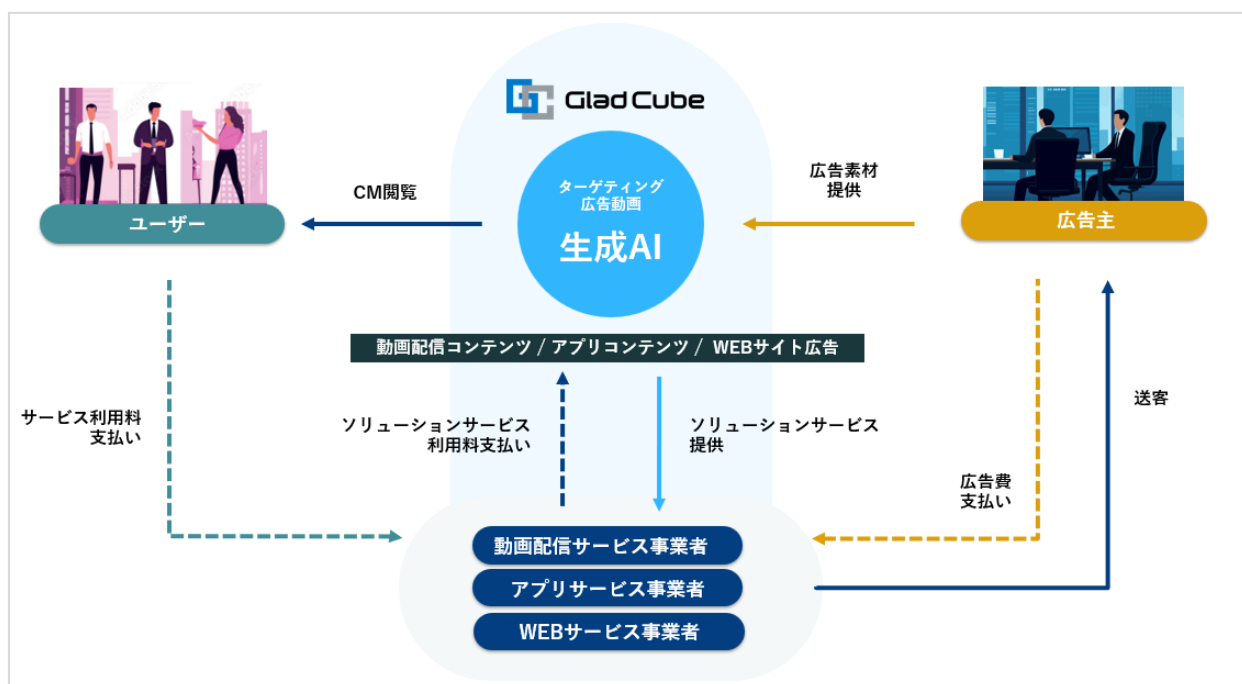 Glad Cube
ターゲティング
広告動画
生成AI
CM閲覧
広告素材
提供
ユーザー
広告主
動画配信コンテンツ / アプリコンテンツ / WEBサイト広告
サービス利用料
支払い
ソリューションサービス
利用料支払い
ソリューションサービス
提供
送客
広告費
支払い
動画配信サービス事業者
アプリサービス事業者
WEBサービス事業者